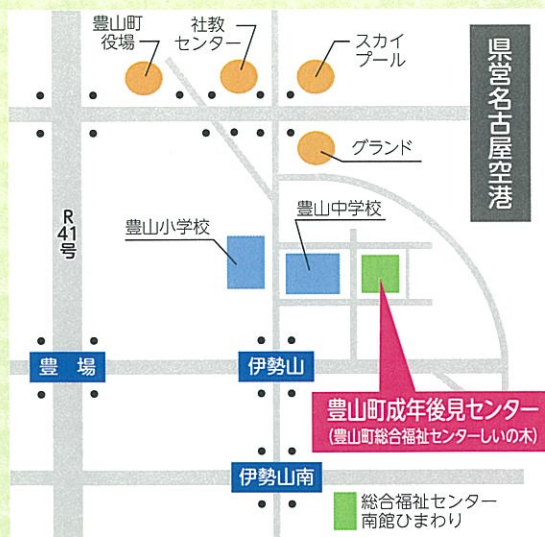 豊山町
役場
社教
センター
スカイ
プール
県営名古屋空港
グランド
R
41
号
豊山小学校
豊山中学校
豊場
伊勢山
豊山町成年後見センター
(豊山町総合福祉センターしいの木)
伊勢山南
総合福祉センター
南館ひまわり